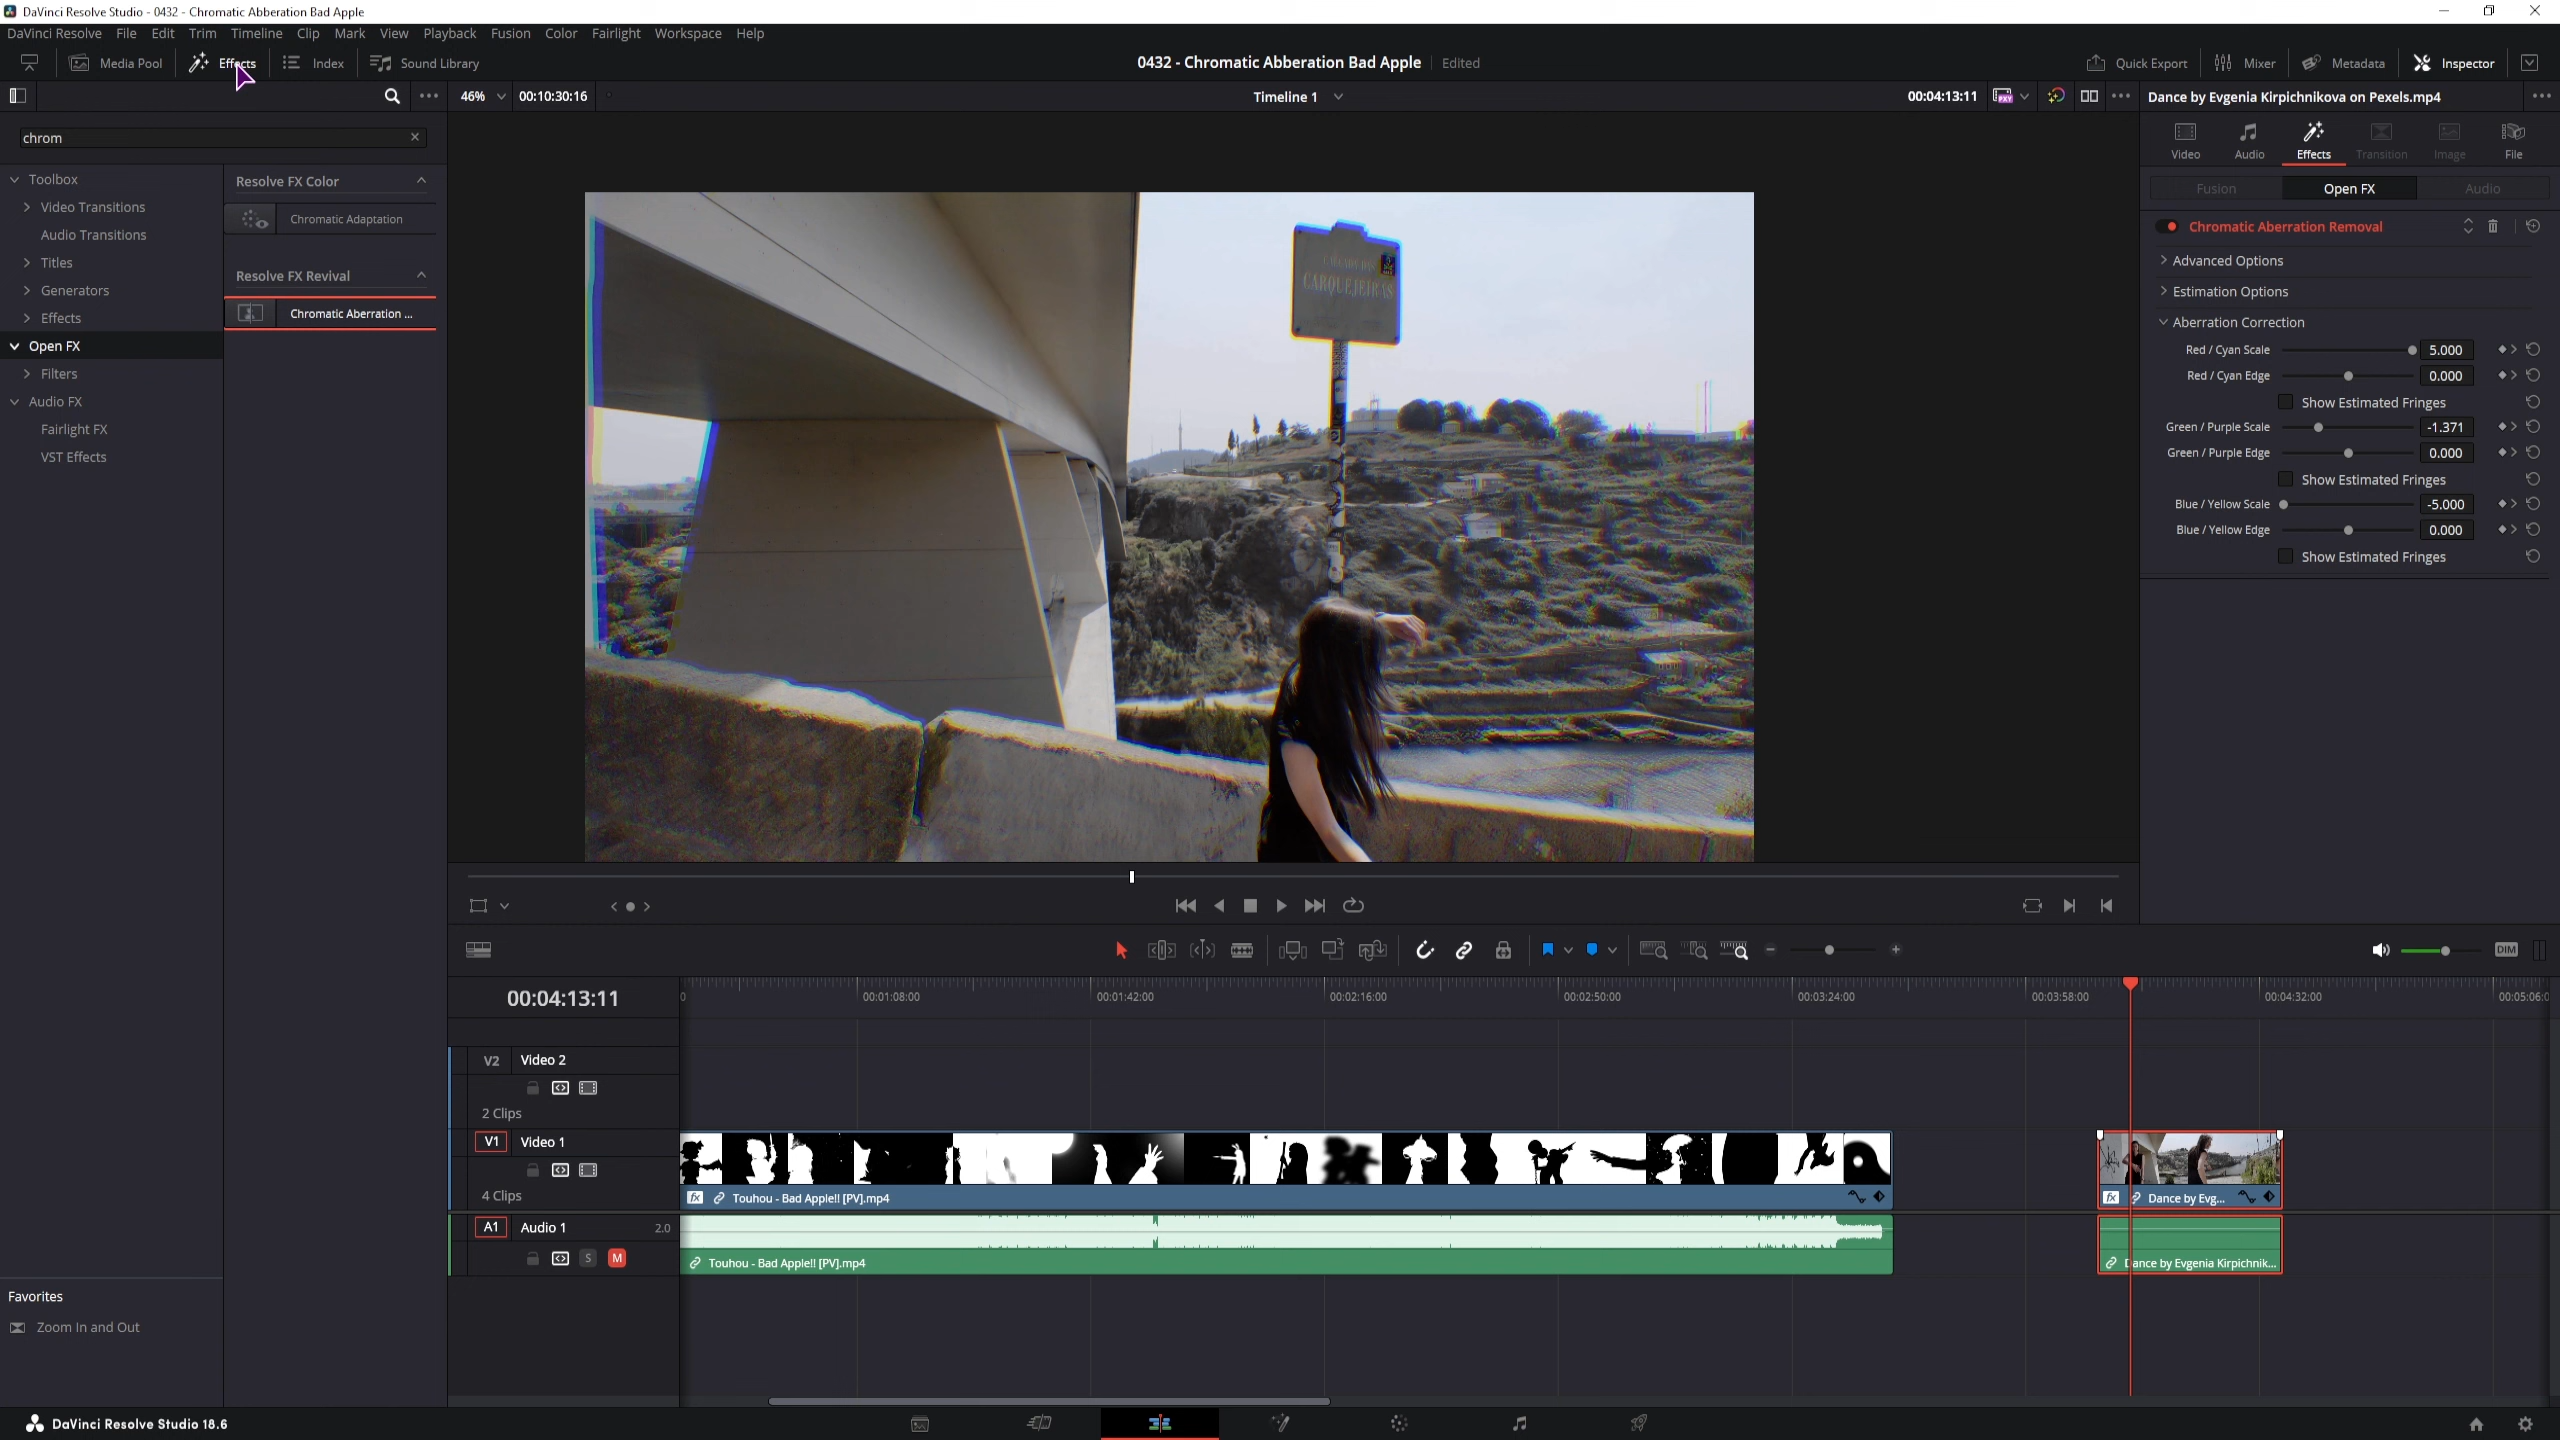 DaVinci Resolve Studio - 0432 - Chromatic Abberation Bad Apple
DaVinci Resolve File Edit Trim Timeline Clip Mark View Playback Fusion Color Fairlight Workspace Help
Media Pool Effects Index Sound Library 0432 - Chromatic Abberation Bad Apple Edited Quick Export Mixer Metadata Inspector
46% 00:10:30:16 Timeline 1 00:04:13:11 Dance by Evgenia Kirpichnikova on Pexels.mp4
chrom
Toolbox
Video Transitions
Audio Transitions
Titles
Generators
Effects
Open FX
Filters
Audio FX
Fairlight FX
VST Effects
Resolve FX Color
Chromatic Adaptation
Resolve FX Revival
Chromatic Aberration ...
Favorites
Zoom In and Out
CARQUEJEIRAS
Video Audio Effects Transition Image File
Fusion Open FX Audio
Chromatic Aberration Removal
Advanced Options
Estimation Options
Aberration Correction
Red / Cyan Scale 5.000
Red / Cyan Edge 0.000
Show Estimated Fringes
Green / Purple Scale -1.371
Green / Purple Edge 0.000
Show Estimated Fringes
Blue / Yellow Scale -5.000
Blue / Yellow Edge 0.000
Show Estimated Fringes
DIM
00:04:13:11 0 00:01:08:00 00:01:42:00 00:02:16:00 00:02:50:00 00:03:24:00 00:03:58:00 00:04:32:00 00:05:06:0
V2 Video 2
2 Clips
V1 Video 1
4 Clips
fx Touhou - Bad Apple!! [PV].mp4
fx Dance by Evg...
A1 Audio 1 2.0
S M
Touhou - Bad Apple!! [PV].mp4
Dance by Evgenia Kirpichnik...
DaVinci Resolve Studio 18.6